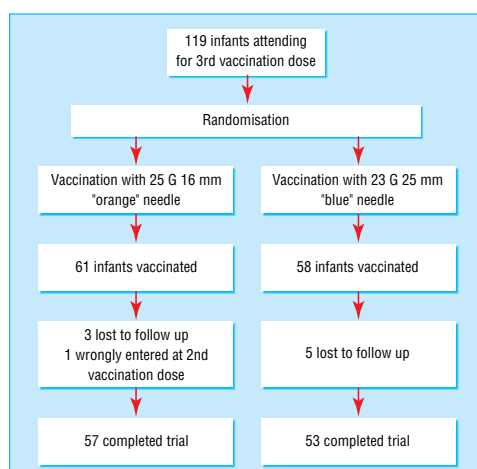 119 infants attending
for 3rd vaccination dose
Randomisation
Vaccination with 25 G 16 mm
"orange" needle
Vaccination with 23 G 25 mm
"blue" needle
61 infants vaccinated
58 infants vaccinated
3 lost to follow up
1 wrongly entered at 2nd
vaccination dose
5 lost to follow up
57 completed trial
53 completed trial